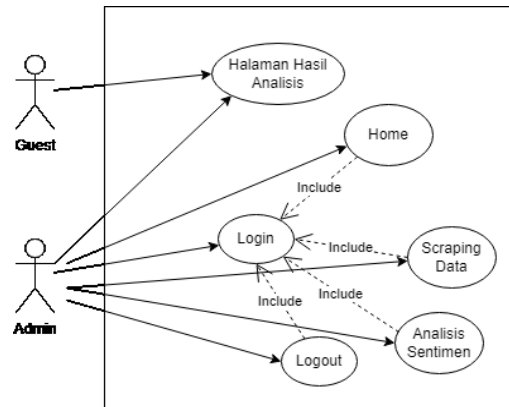 Halaman Hasil
Analisis
Guest
Home
Include
Login
Include
Scraping
Data
Include
Include
Admin
Logout
Analisis
Sentimen